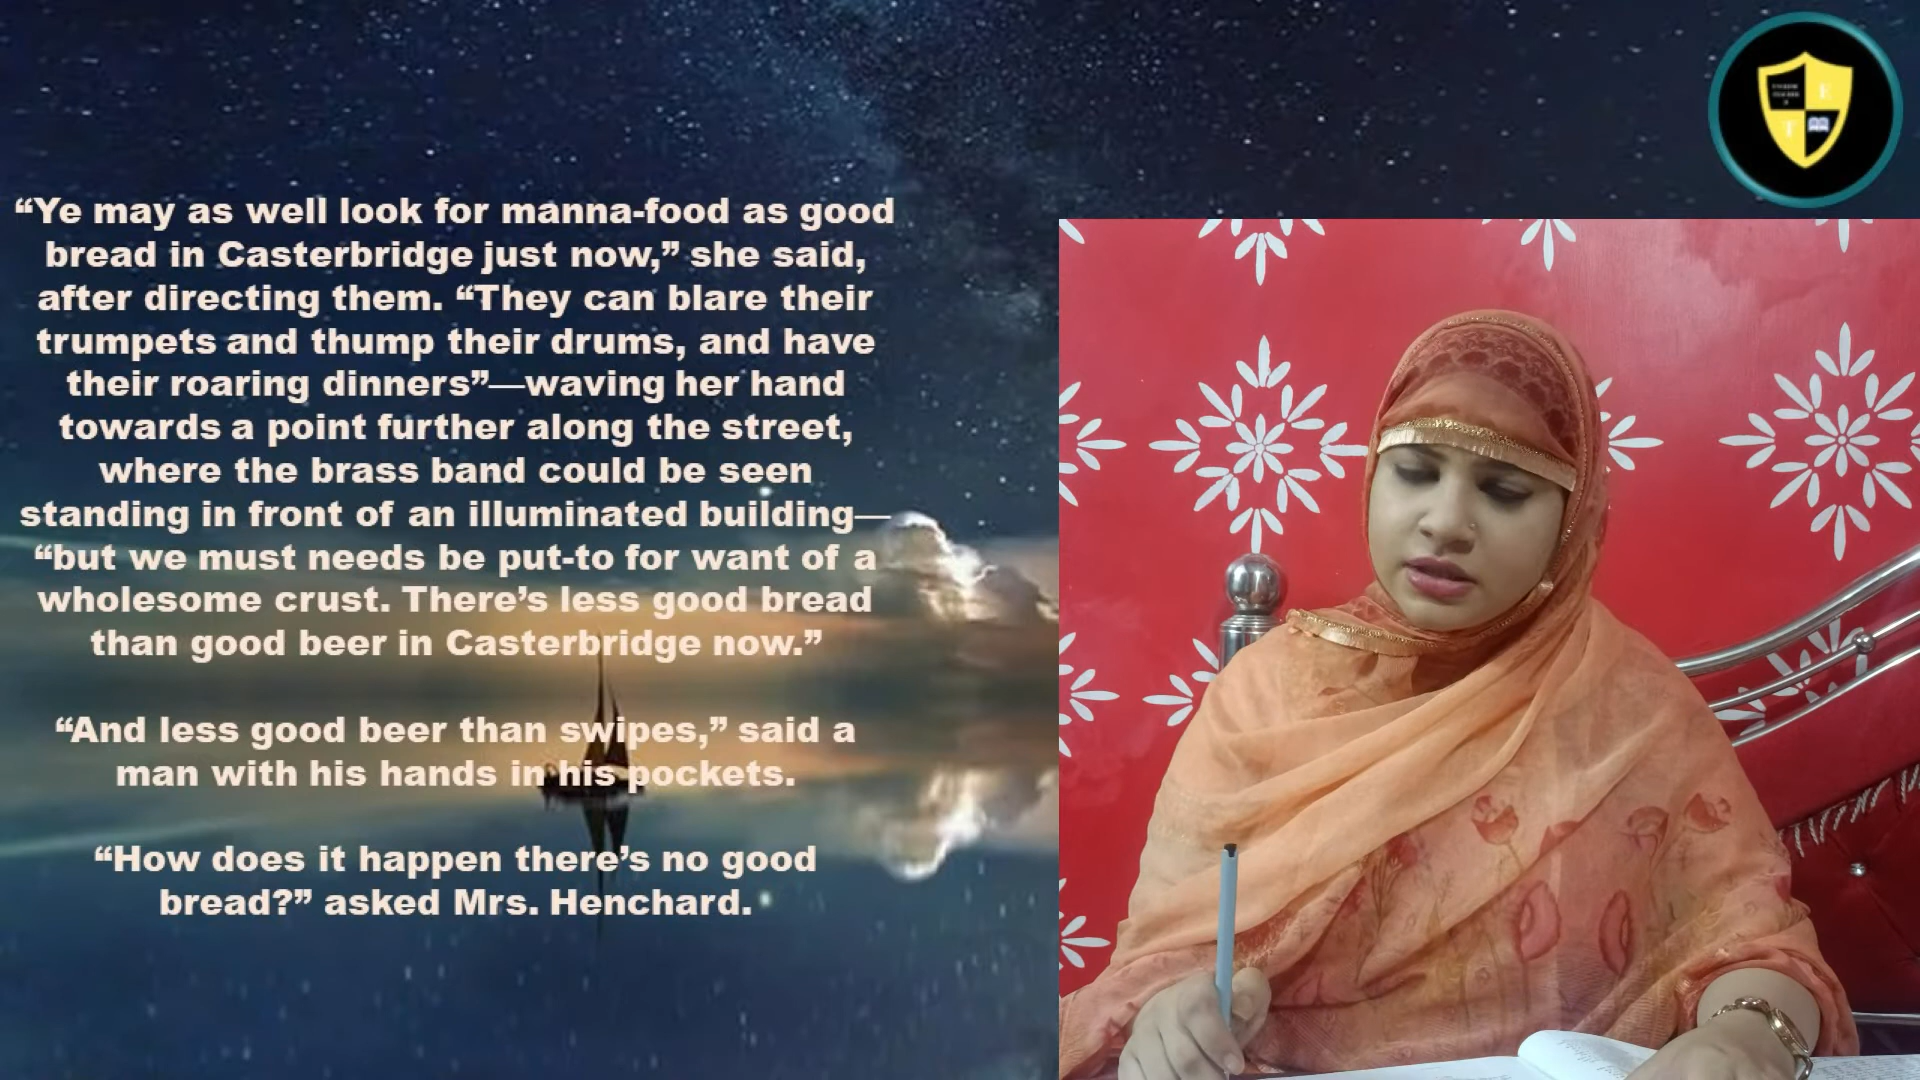 “Ye may as well look for manna-food as good
bread in Casterbridge just now,” she said,
after directing them. “They can blare their
trumpets and thump their drums, and have
their roaring dinners”—waving her hand
towards a point further along the street,
where the brass band could be seen
standing in front of an illuminated building—
“but we must needs be put-to for want of a
wholesome crust. There’s less good bread
than good beer in Casterbridge now.”
“And less good beer than swipes,” said a
man with his hands in his pockets.
“How does it happen there’s no good
bread?” asked Mrs. Henchard.
E
T